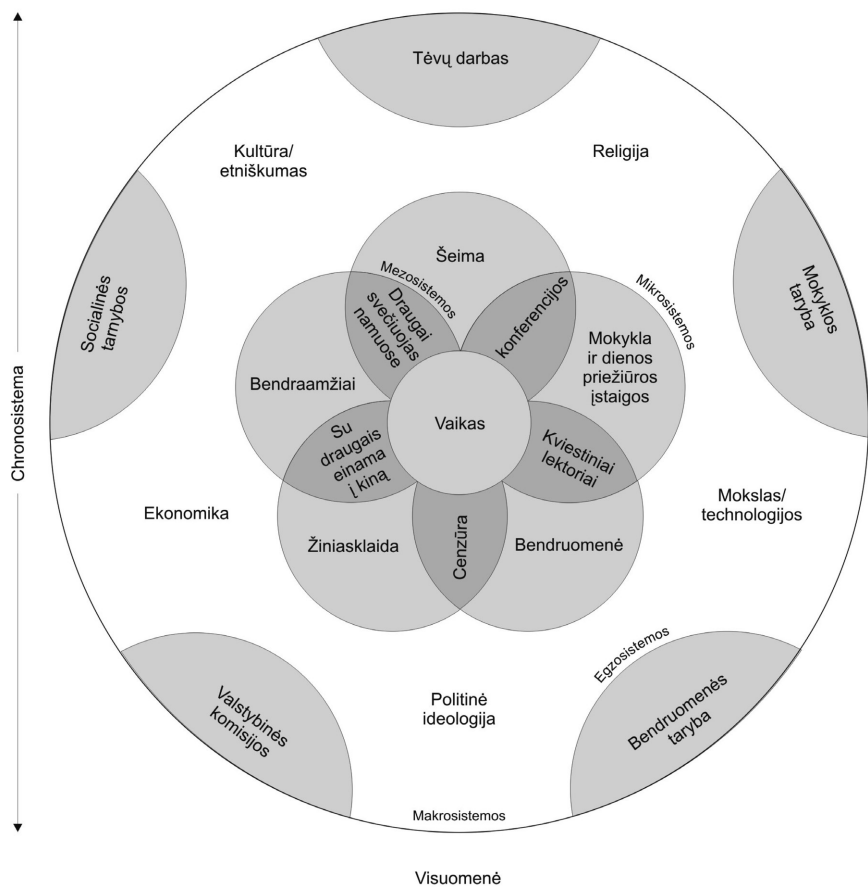 Tėvų darbas
Kultūra/
etniškumas
Religija
Socialinės
tarnybos
Mokyklos
taryba
Šeima
Mezosistemos
Mikrosistemos
Draugai
svečiuojas
namuose
konferencijos
Mokykla
ir dienos
priežiūros
įstaigos
Bendraamžiai
Vaikas
Chronosistema
Su
draugais
einama
į kiną
Kviestiniai
lektoriai
Ekonomika
Mokslas/
technologijos
Žiniasklaida
Cenzūra
Bendruomenė
Egzosistemos
Valstybinės
komisijos
Politinė
ideologija
Bendruomenės
taryba
Makrosistemos
Visuomenė